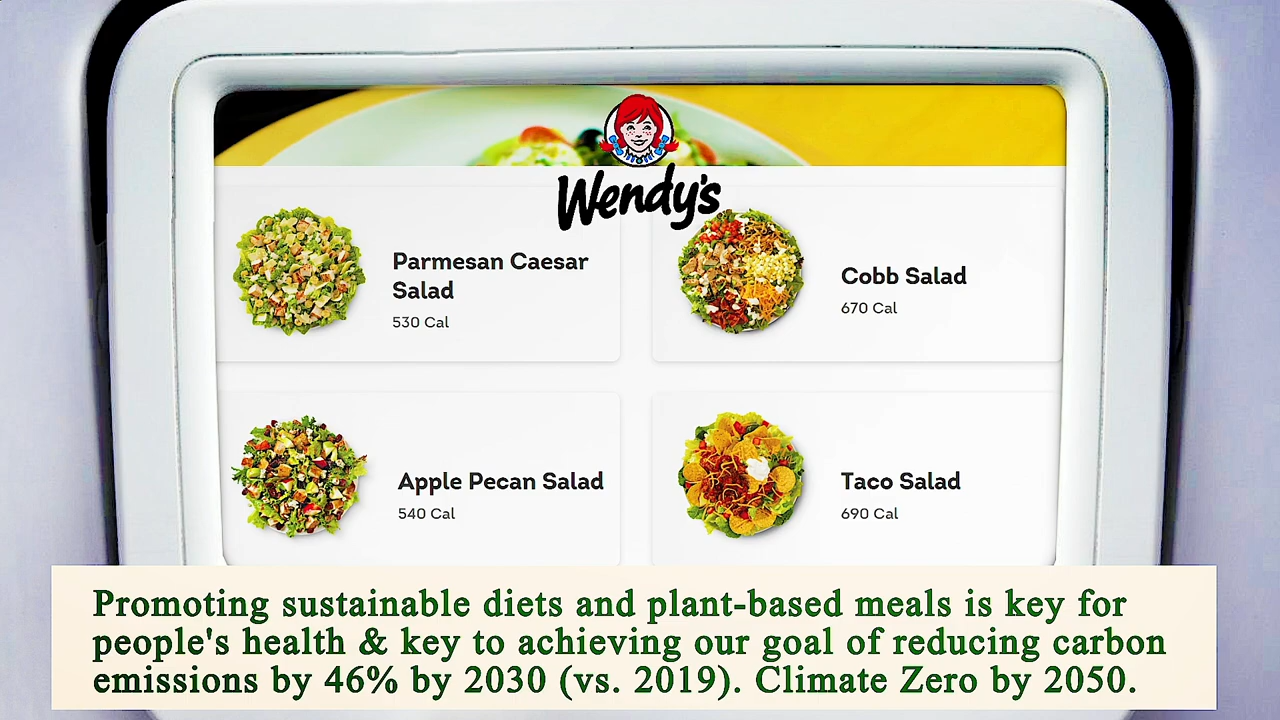 Wendy's
Parmesan Caesar
Salad
530 Cal
Cobb Salad
670 Cal
Apple Pecan Salad
540 Cal
Taco Salad
690 Cal
Promoting sustainable diets and plant-based meals is key for
people's health & key to achieving our goal of reducing carbon
emissions by 46% by 2030 (vs. 2019). Climate Zero by 2050.